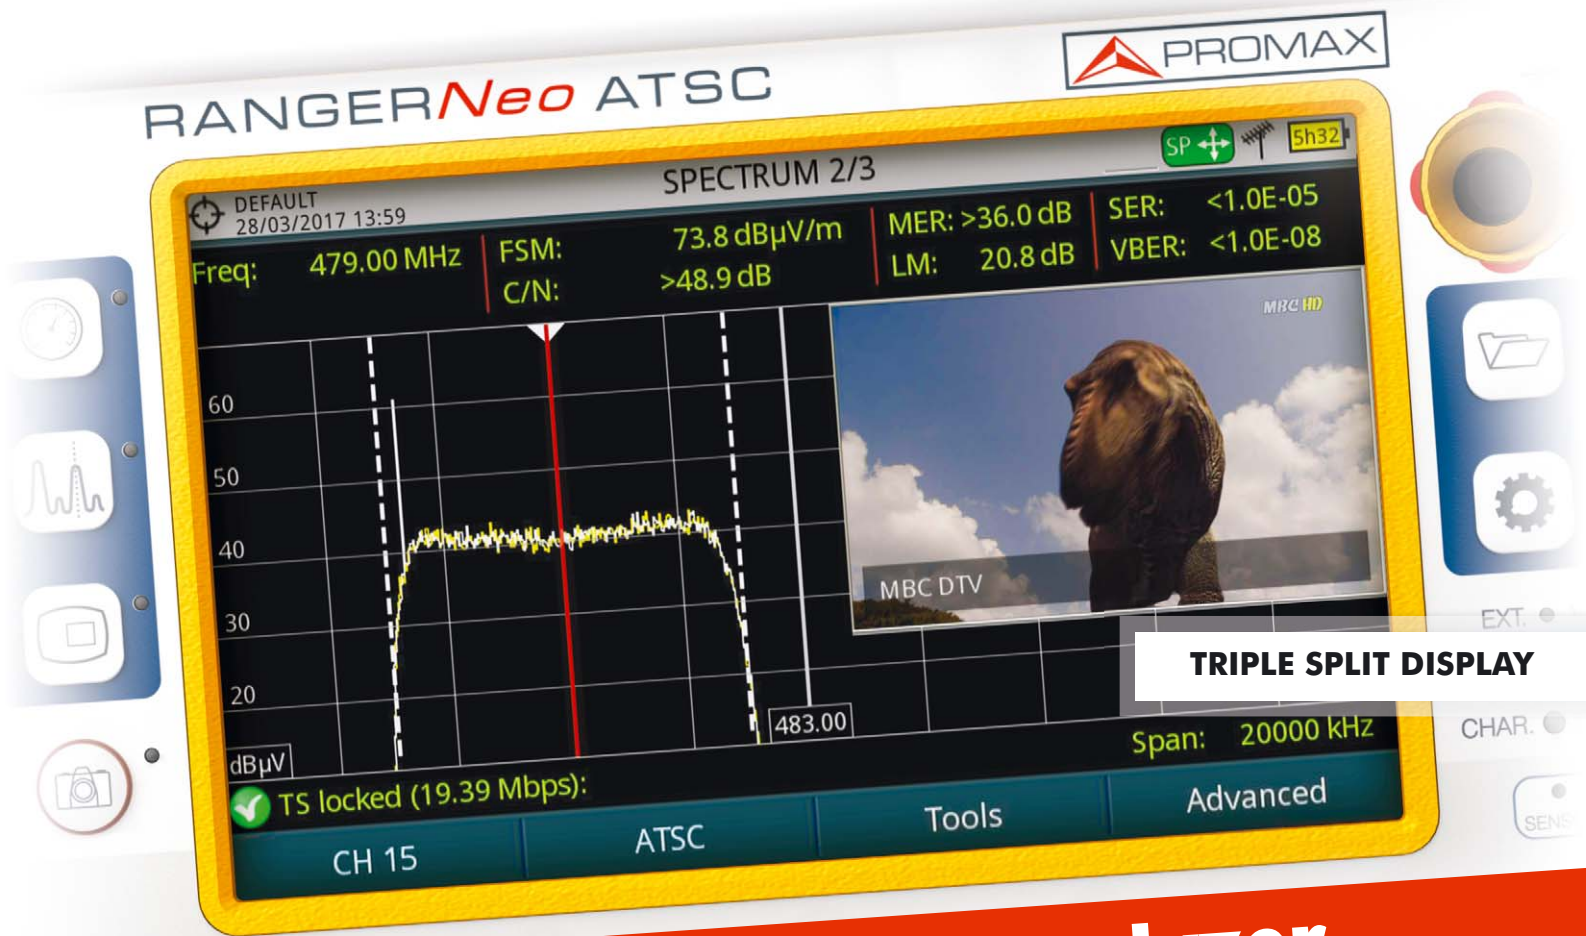 RANGERNeo ATSC
PROMAX
DEFAULT
28/03/2017 13:59
SPECTRUM 2/3
SP
5h32
Freq: 479.00 MHz
FSM: 73.8 dBµV/m
C/N: >48.9 dB
MER: >36.0 dB
LM: 20.8 dB
SER: <1.0E-05
VBER: <1.0E-08
MBC HD
60
50
40
30
20
dBµV
MBC DTV
483.00
TRIPLE SPLIT DISPLAY
EXT.
CHAR.
Span: 20000 kHz
TS locked (19.39 Mbps):
CH 15
ATSC
Tools
Advanced